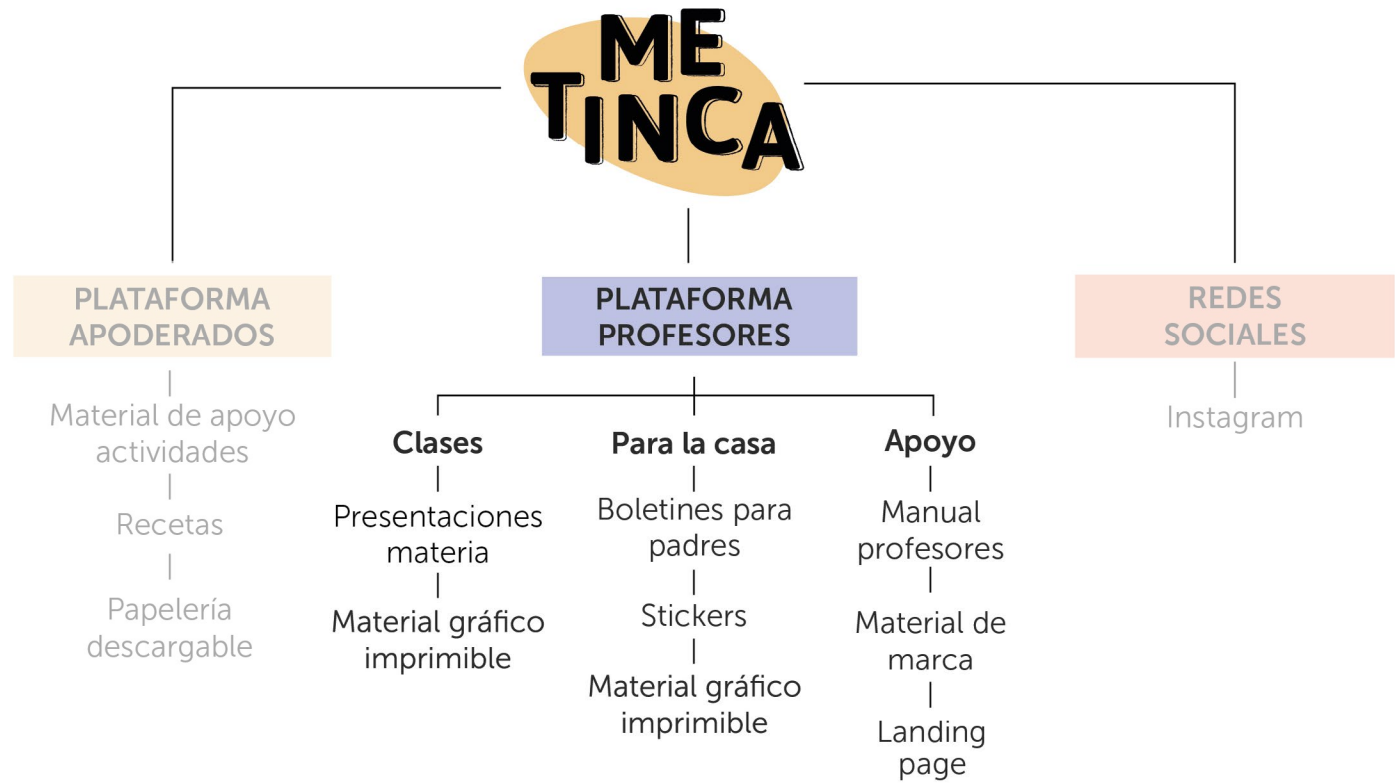 ME
TINCA
PLATAFORMA
APODERADOS
Material de apoyo
actividades
Recetas
Papelería
descargable
PLATAFORMA
PROFESORES
Clases
Presentaciones
materia
Material gráfico
imprimible
Para la casa
Boletines para
padres
Stickers
Material gráfico
imprimible
Apoyo
Manual
profesores
Material de
marca
Landing
page
REDES
SOCIALES
Instagram